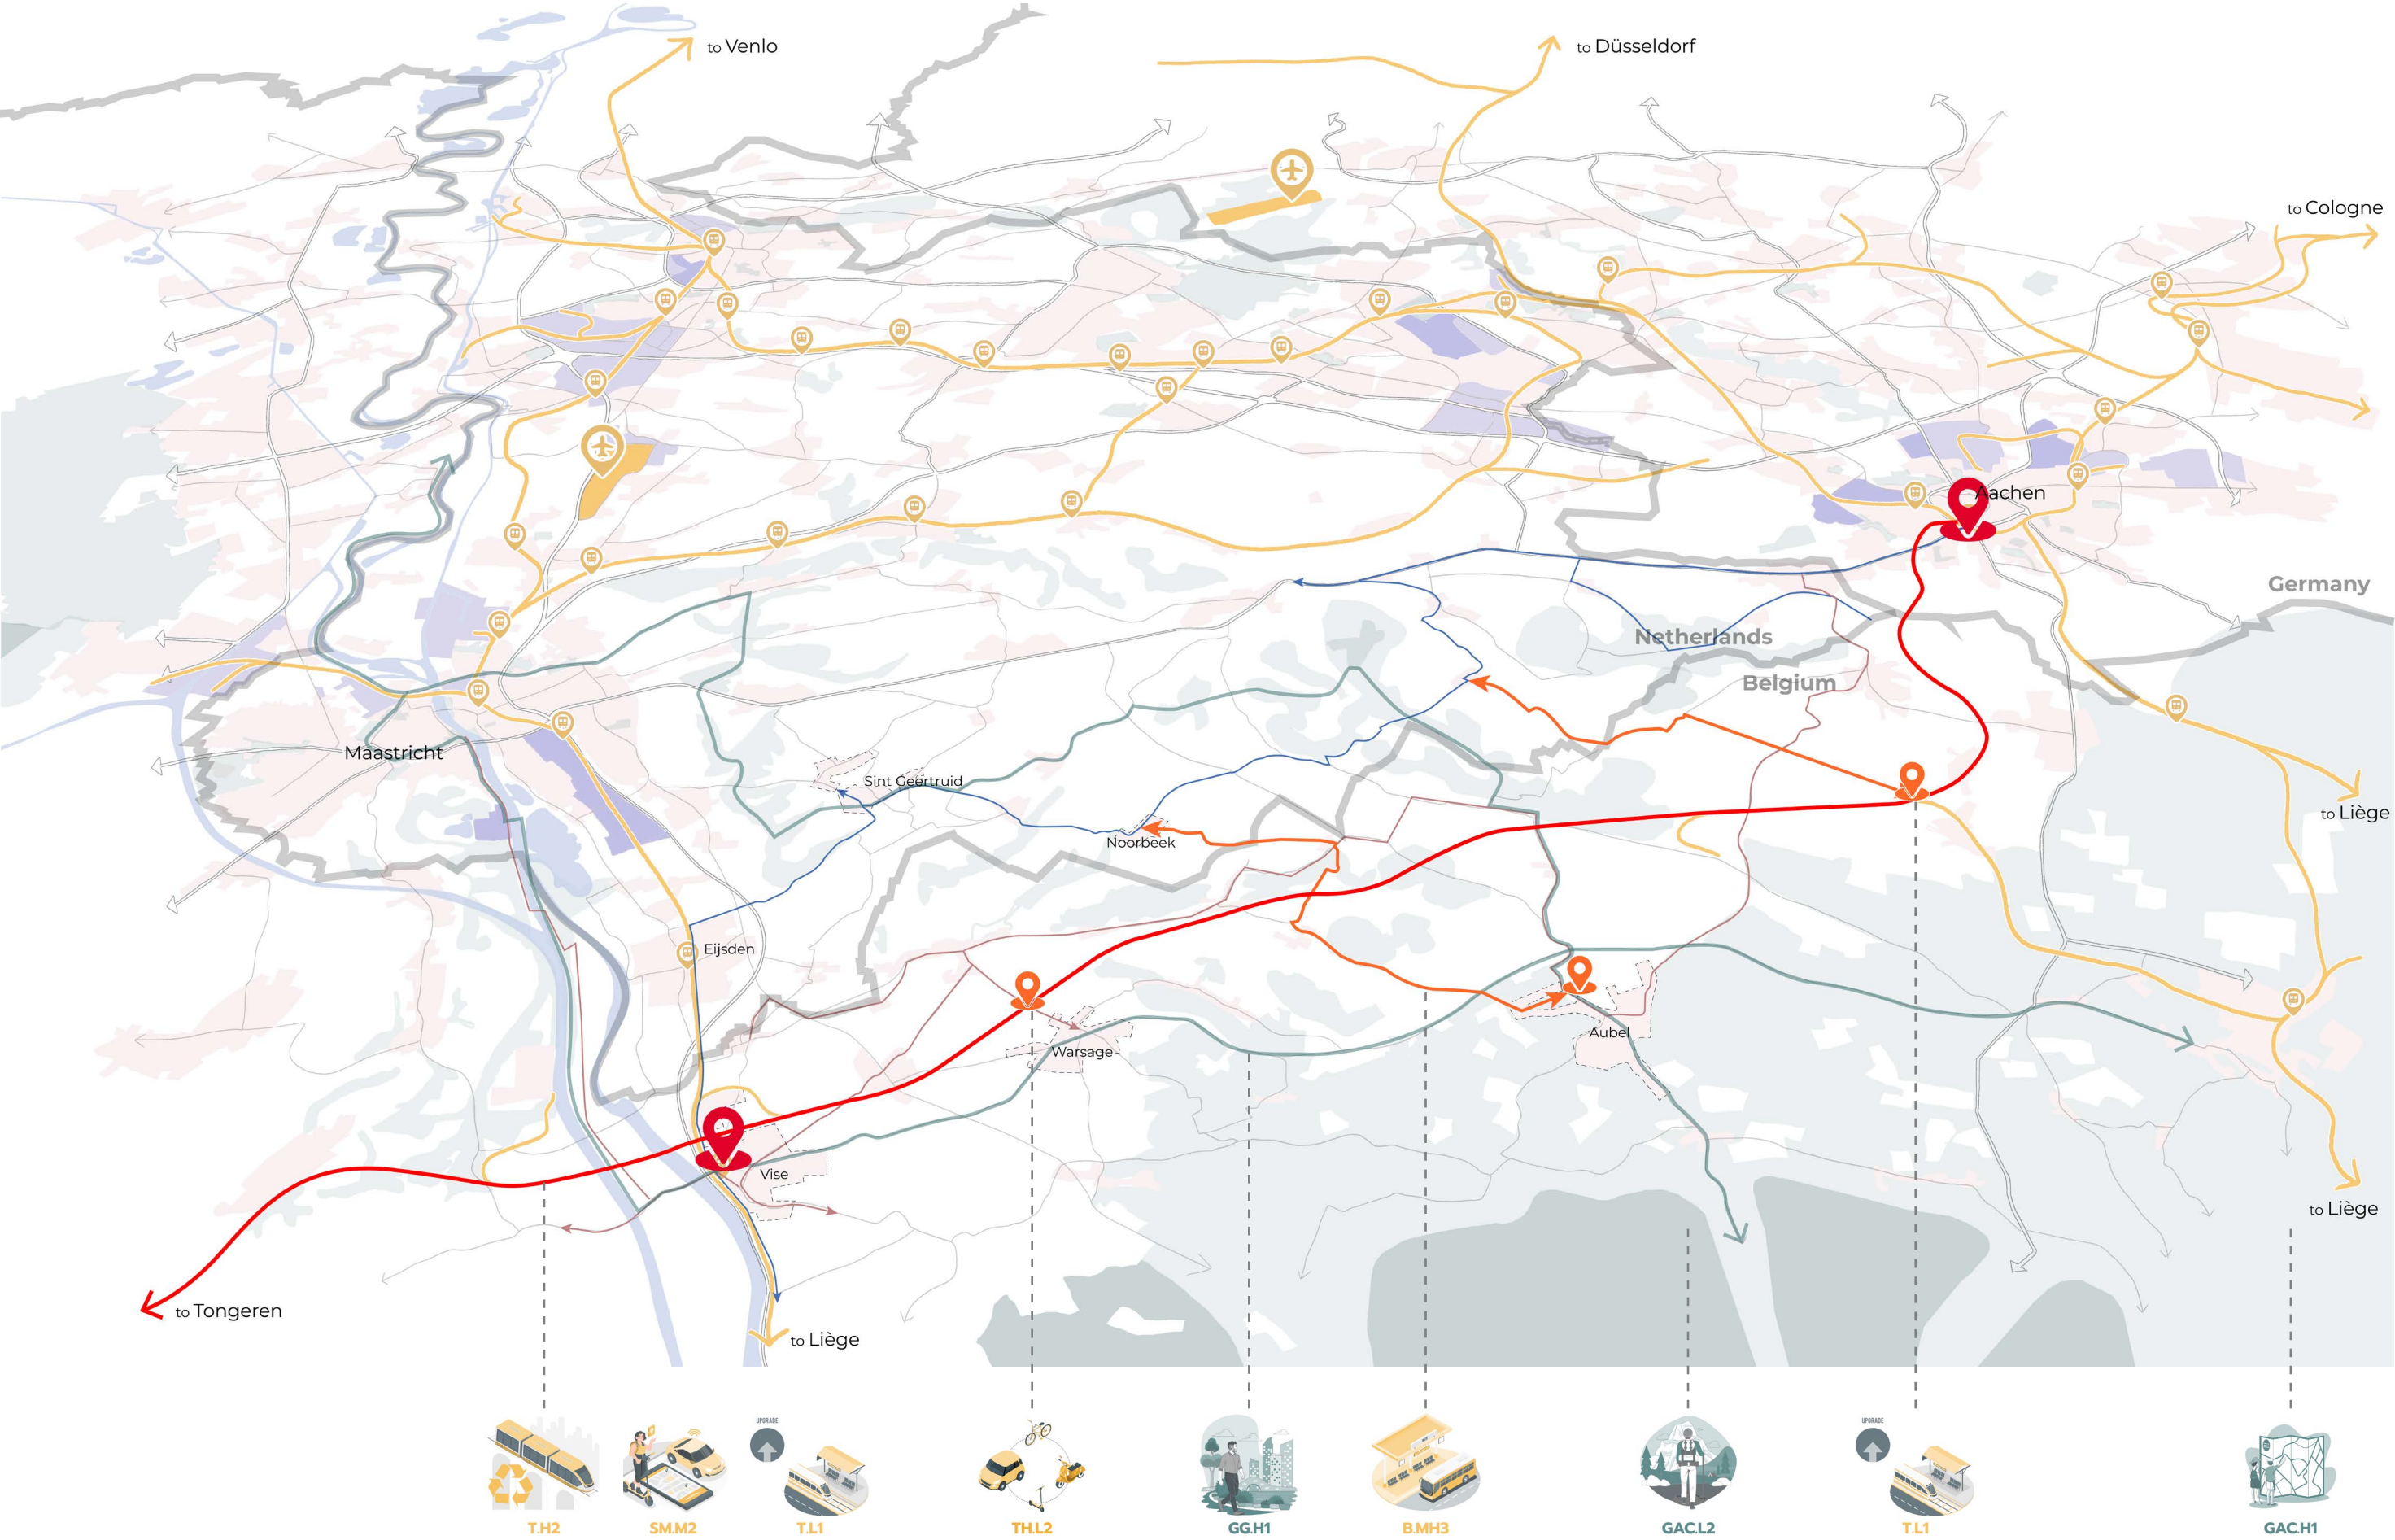 to Venlo
to Düsseldorf
to Cologne
Aachen
Germany
Netherlands
Belgium
Maastricht
Sint Geertruid
to Liège
Noorbeek
Eijsden
Aubel
Warsage
Vise
to Liège
to Tongeren
to Liège
UPGRADE
UPGRADE
T.H2
SM.M2
T.L1
TH.L2
GG.H1
B.MH3
GAC.L2
T.L1
GAC.H1